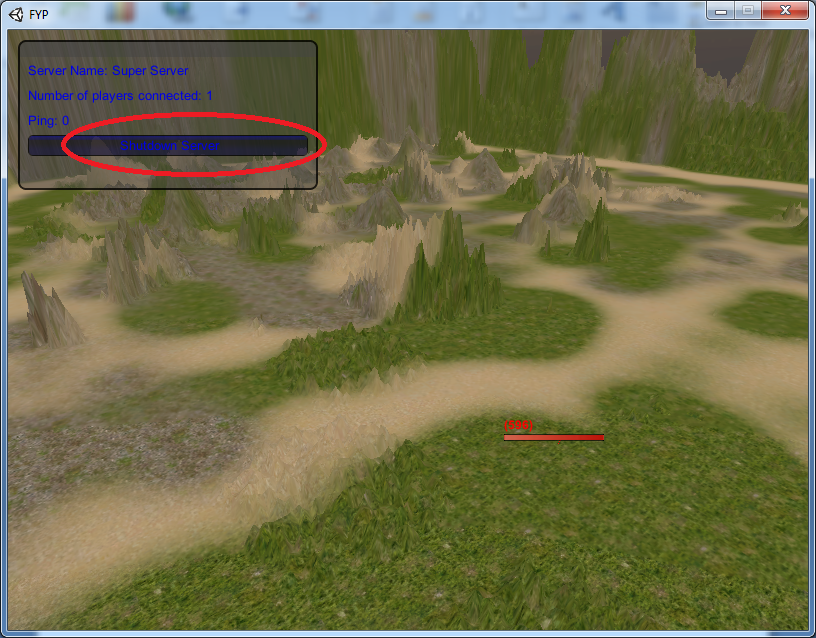 FYP
Server Name: Super Server
Number of players connected: 1
Ping: 0
Shutdown Server